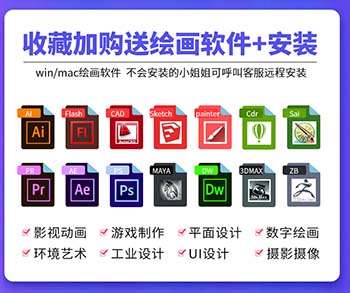 收藏加购送绘画软件+安装
win/mac绘画软件 不会安装的小姐姐可呼叫客服远程安装
AI Flash CAD Sketch painter Cdr Sai
Ai Fl
PR AE PS MAYA DW 3DMAX ZB
Pr Ae Ps Dw
影视动画 游戏制作 平面设计 数字绘画
环境艺术 工业设计 UI设计 摄影摄像